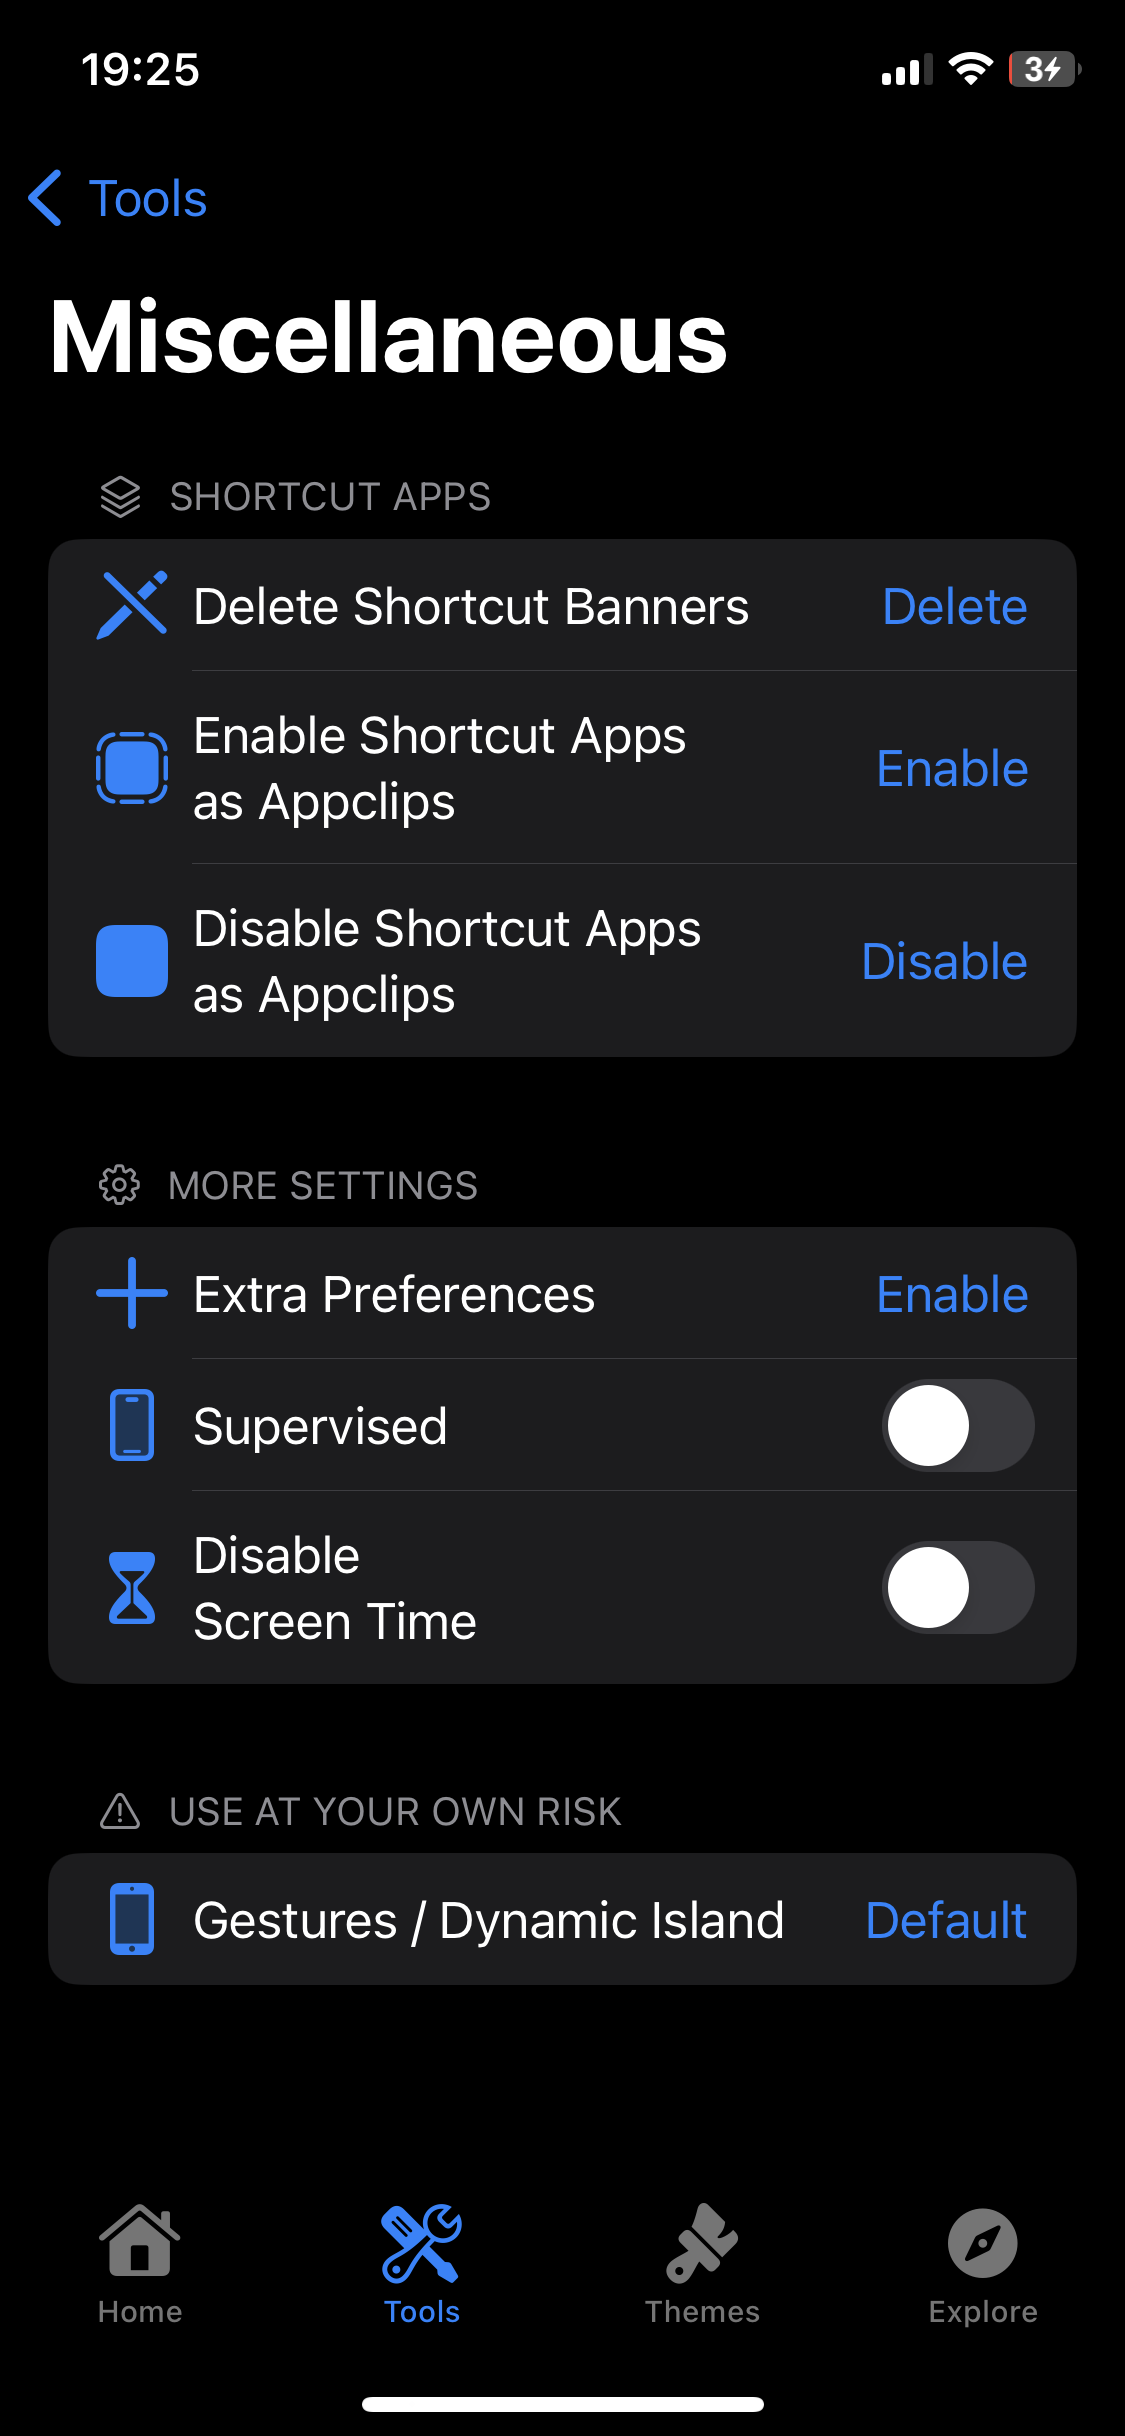 19:25
3
Tools
Miscellaneous
SHORTCUT APPS
Delete Shortcut Banners Delete
Enable Shortcut Apps
as Appclips
Enable
Disable Shortcut Apps
as Appclips
Disable
MORE SETTINGS
Extra Preferences Enable
Supervised
Disable
Screen Time
USE AT YOUR OWN RISK
Gestures / Dynamic Island Default
Home Tools Themes Explore